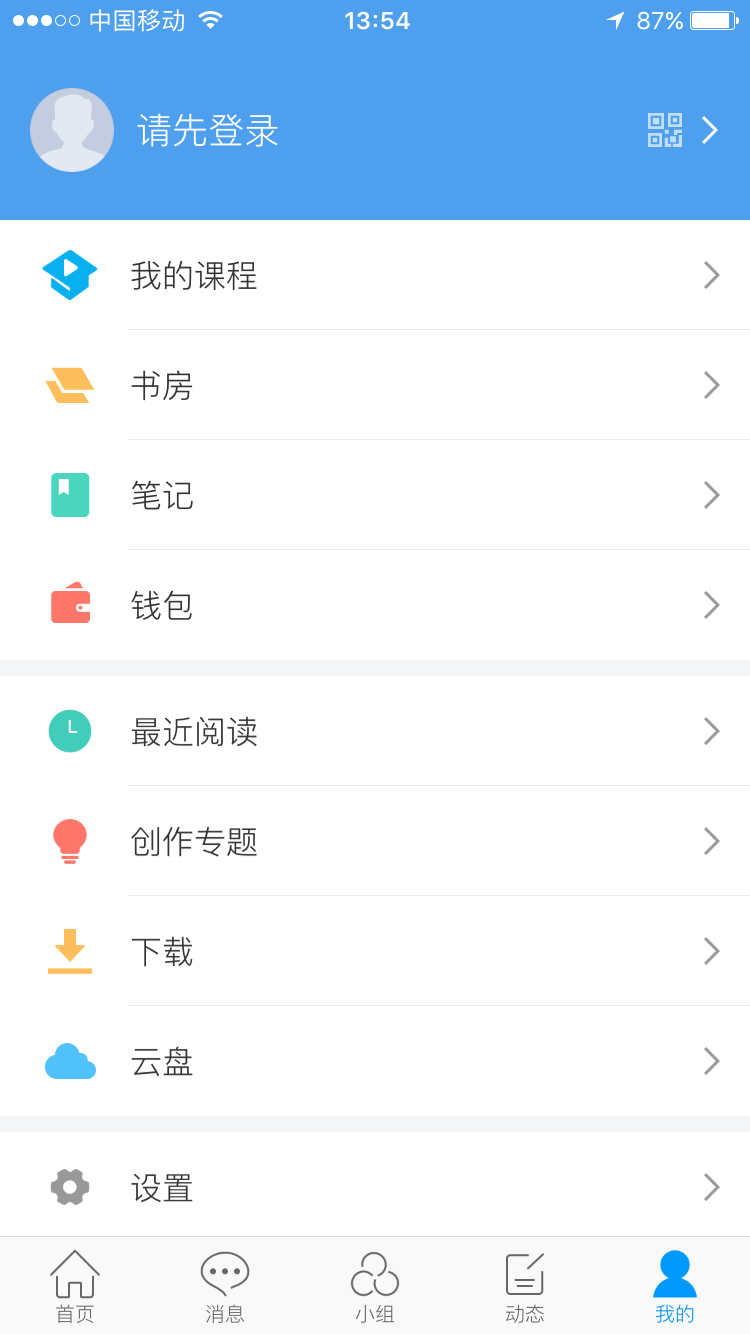 中国移动 13:54 87%
请先登录
我的课程
书房
笔记
钱包
最近阅读
创作专题
下载
云盘
设置
首页 消息 小组 动态 我的